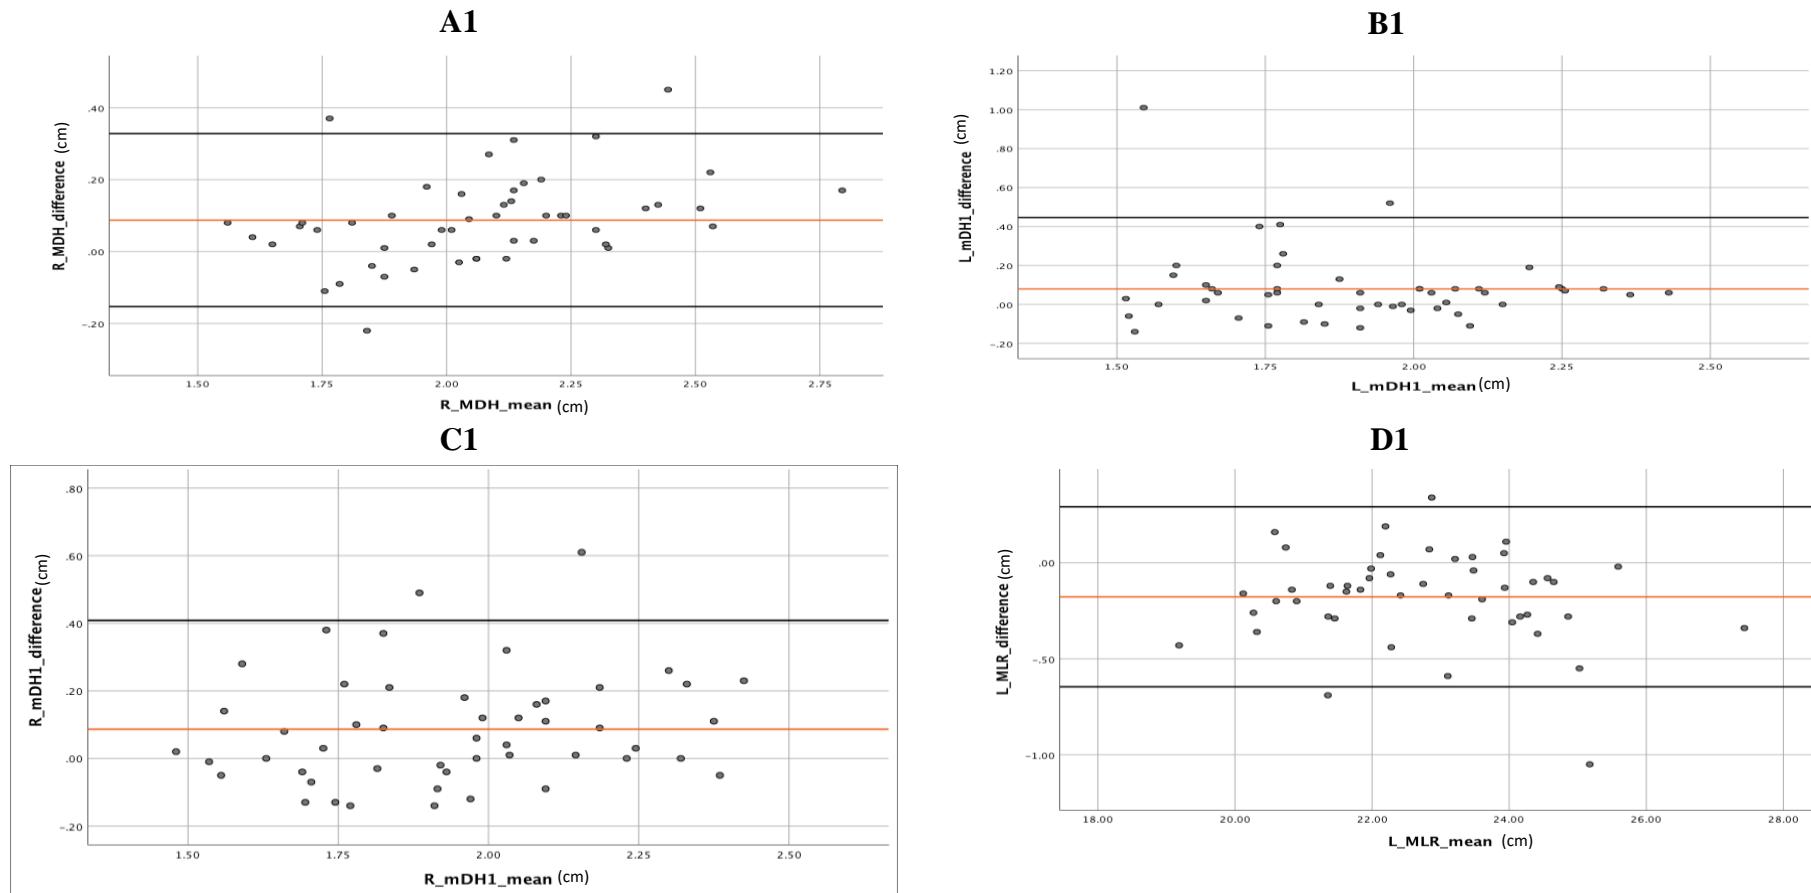 A1
.40
.20
.00
-.20
R_MDH_difference (cm)
1.50 1.75 2.00 2.25 2.50 2.75
R_MDH_mean (cm)
B1
1.20
1.00
.80
.60
.40
.20
.00
-.20
L_mDH1_difference (cm)
1.50 1.75 2.00 2.25 2.50
L_mDH1_mean (cm)
C1
.80
.60
.40
.20
.00
-.20
R_mDH1_difference (cm)
1.50 1.75 2.00 2.25 2.50
R_mDH1_mean (cm)
D1
.00
-.50
-1.00
L_MLR_difference (cm)
18.00 20.00 22.00 24.00 26.00 28.00
L_MLR_mean (cm)